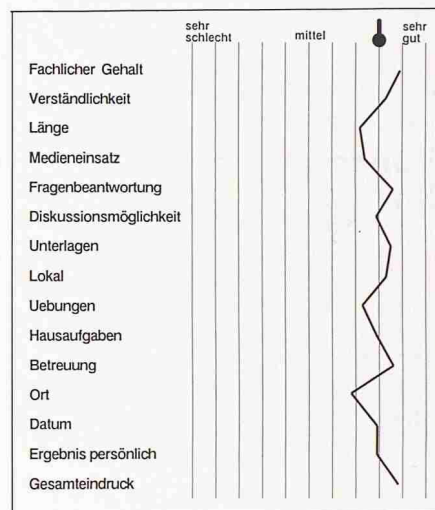 sehr schlecht
mittel
sehr gut
Fachlicher Gehalt
Verständlichkeit
Länge
Medieneinsatz
Fragenbeantwortung
Diskussionsmöglichkeit
Unterlagen
Lokal
Uebungen
Hausaufgaben
Betreuung
Ort
Datum
Ergebnis persönlich
Gesamteindruck